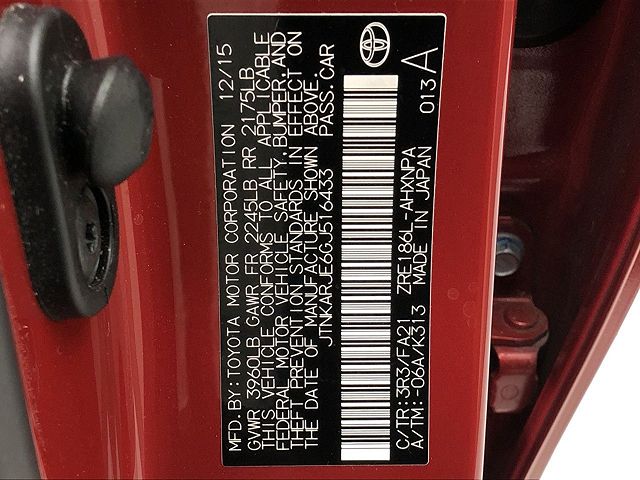 MFD.BY:TOYOTA MOTOR CORPORATION 12/15
GVWR 3960LB GAWR FR 2245LB RR 2175LB
THIS VEHICLE CONFORMS TO ALL APPLICABLE
FEDERAL MOTOR VEHICLE SAFETY,BUMPER,AND
THEFT PREVENTION STANDARDS IN EFFECT ON
THE DATE OF MANUFACTURE SHOWN ABOVE.
JTNKARJE6GJ516433 PASS.CAR
C/TR:3R3/FA21 ZRE186L-AHXNPA
A/TM:-06A/K313 MADE IN JAPAN
013 A